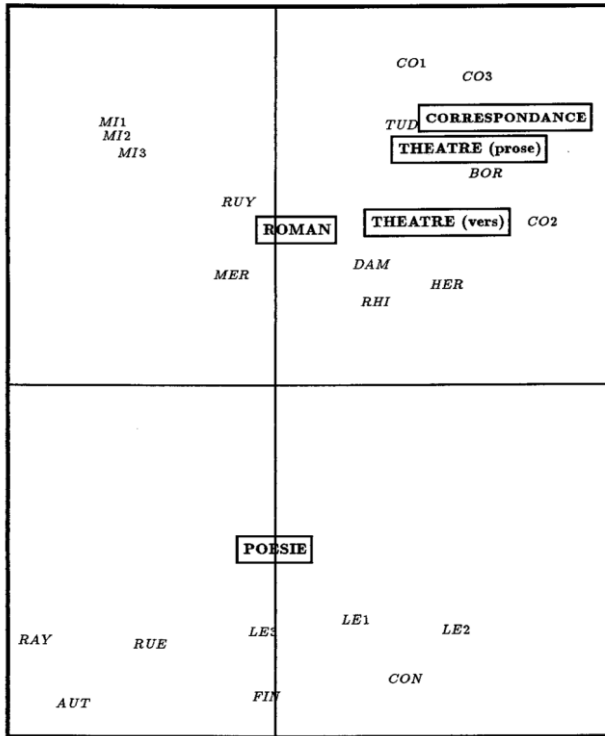 CO1
CO3
MI1
MI2
MI3
TUD
CORRESPONDANCE
THEATRE (prose)
BOR
RUY
ROMAN
THEATRE (vers)
CO2
MER
DAM
HER
RHI
POESIE
RAY
RUE
LE3
LE1
LE2
AUT
FIN
CON